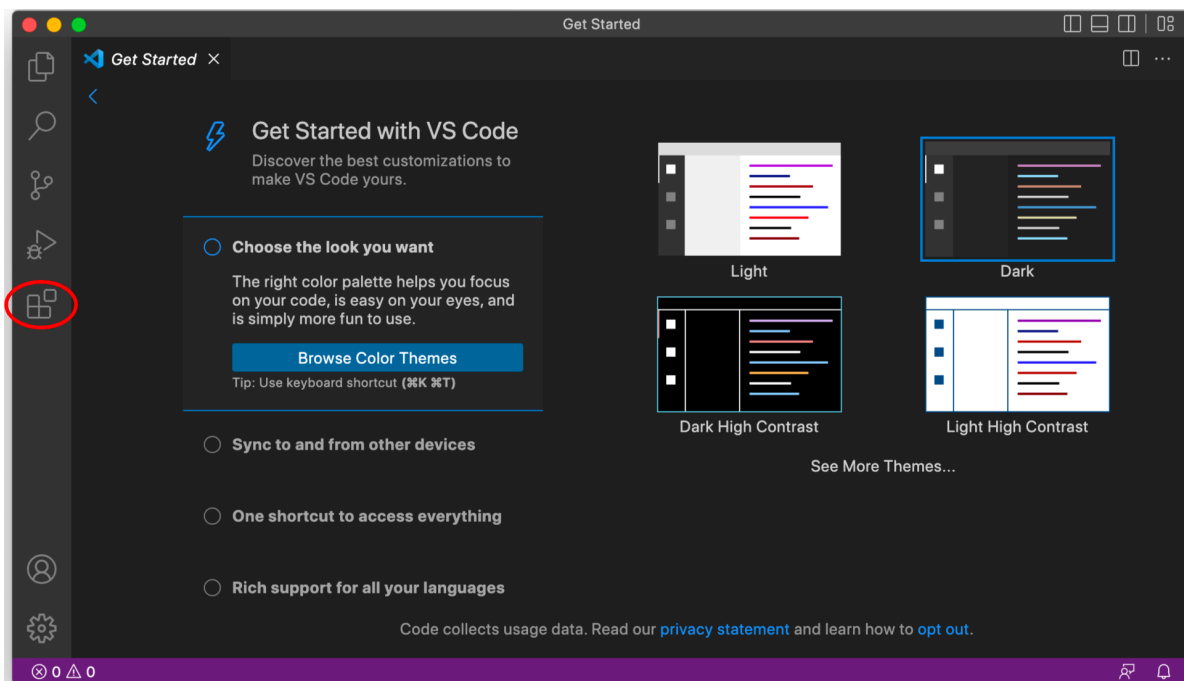 Get Started
Get Started
Get Started with VS Code
Discover the best customizations to
make VS Code yours.
Choose the look you want
The right color palette helps you focus
on your code, is easy on your eyes, and
is simply more fun to use.
Browse Color Themes
Tip: Use keyboard shortcut (⌘K ⌘T)
Sync to and from other devices
One shortcut to access everything
Rich support for all your languages
Light
Dark
Dark High Contrast
Light High Contrast
See More Themes...
Code collects usage data. Read our privacy statement and learn how to opt out.
0 0